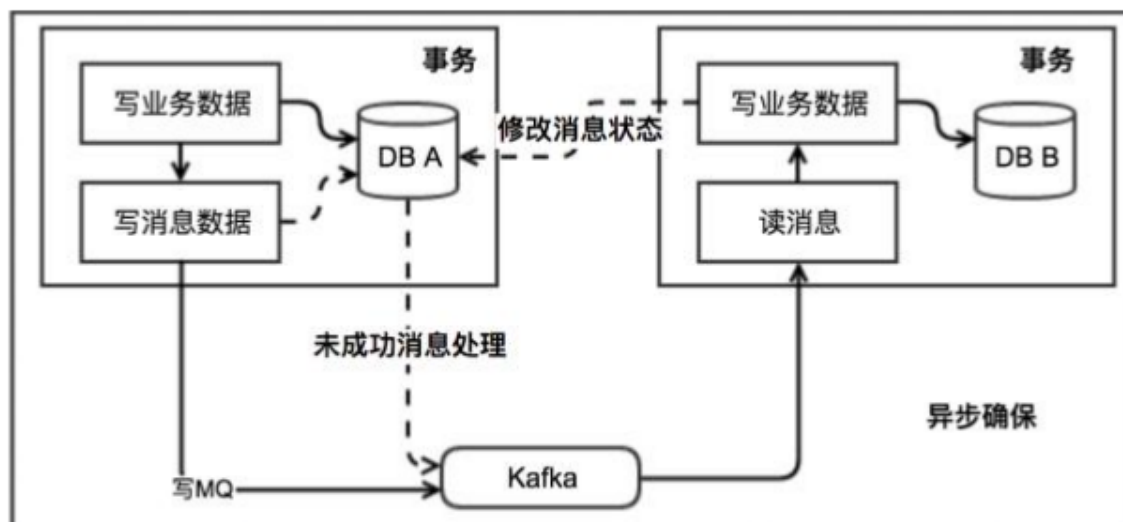 事务
写业务数据
DB A
写消息数据
修改消息状态
事务
写业务数据
DB B
读消息
未成功消息处理
异步确保
Kafka
写MQ